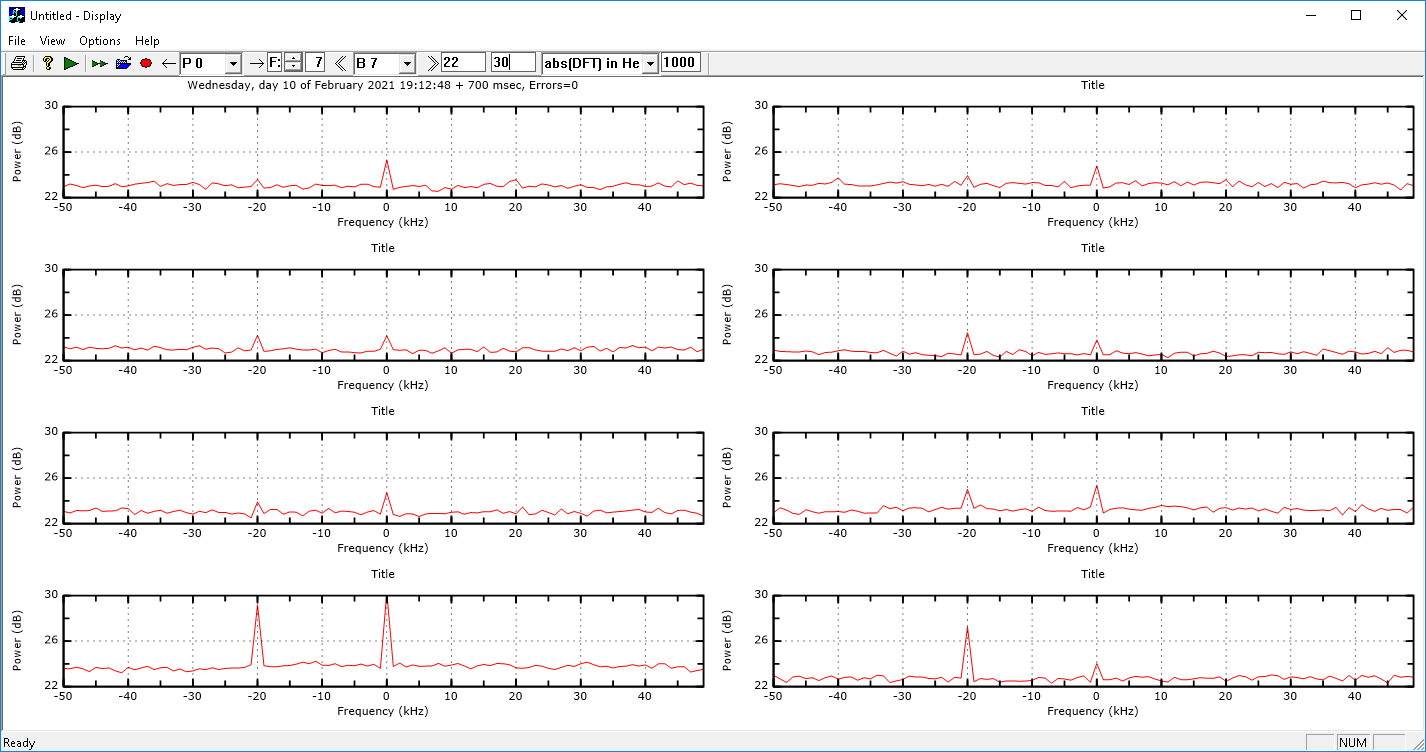 Untitled - Display
File View Options Help
P 0 F: 7 B 7 22 30 abs(DFT) in He 1000
Wednesday, day 10 of February 2021 19:12:48 + 700 msec, Errors=0
30
26
22
Power (dB)
-50 -40 -30 -20 -10 0 10 20 30 40
Frequency (kHz)
Title
30
26
22
Power (dB)
-50 -40 -30 -20 -10 0 10 20 30 40
Frequency (kHz)
Title
30
26
22
Power (dB)
-50 -40 -30 -20 -10 0 10 20 30 40
Frequency (kHz)
Title
30
26
22
Power (dB)
-50 -40 -30 -20 -10 0 10 20 30 40
Frequency (kHz)
Title
30
26
22
Power (dB)
-50 -40 -30 -20 -10 0 10 20 30 40
Frequency (kHz)
Title
30
26
22
Power (dB)
-50 -40 -30 -20 -10 0 10 20 30 40
Frequency (kHz)
Title
30
26
22
Power (dB)
-50 -40 -30 -20 -10 0 10 20 30 40
Frequency (kHz)
Title
30
26
22
Power (dB)
-50 -40 -30 -20 -10 0 10 20 30 40
Frequency (kHz)
Ready NUM